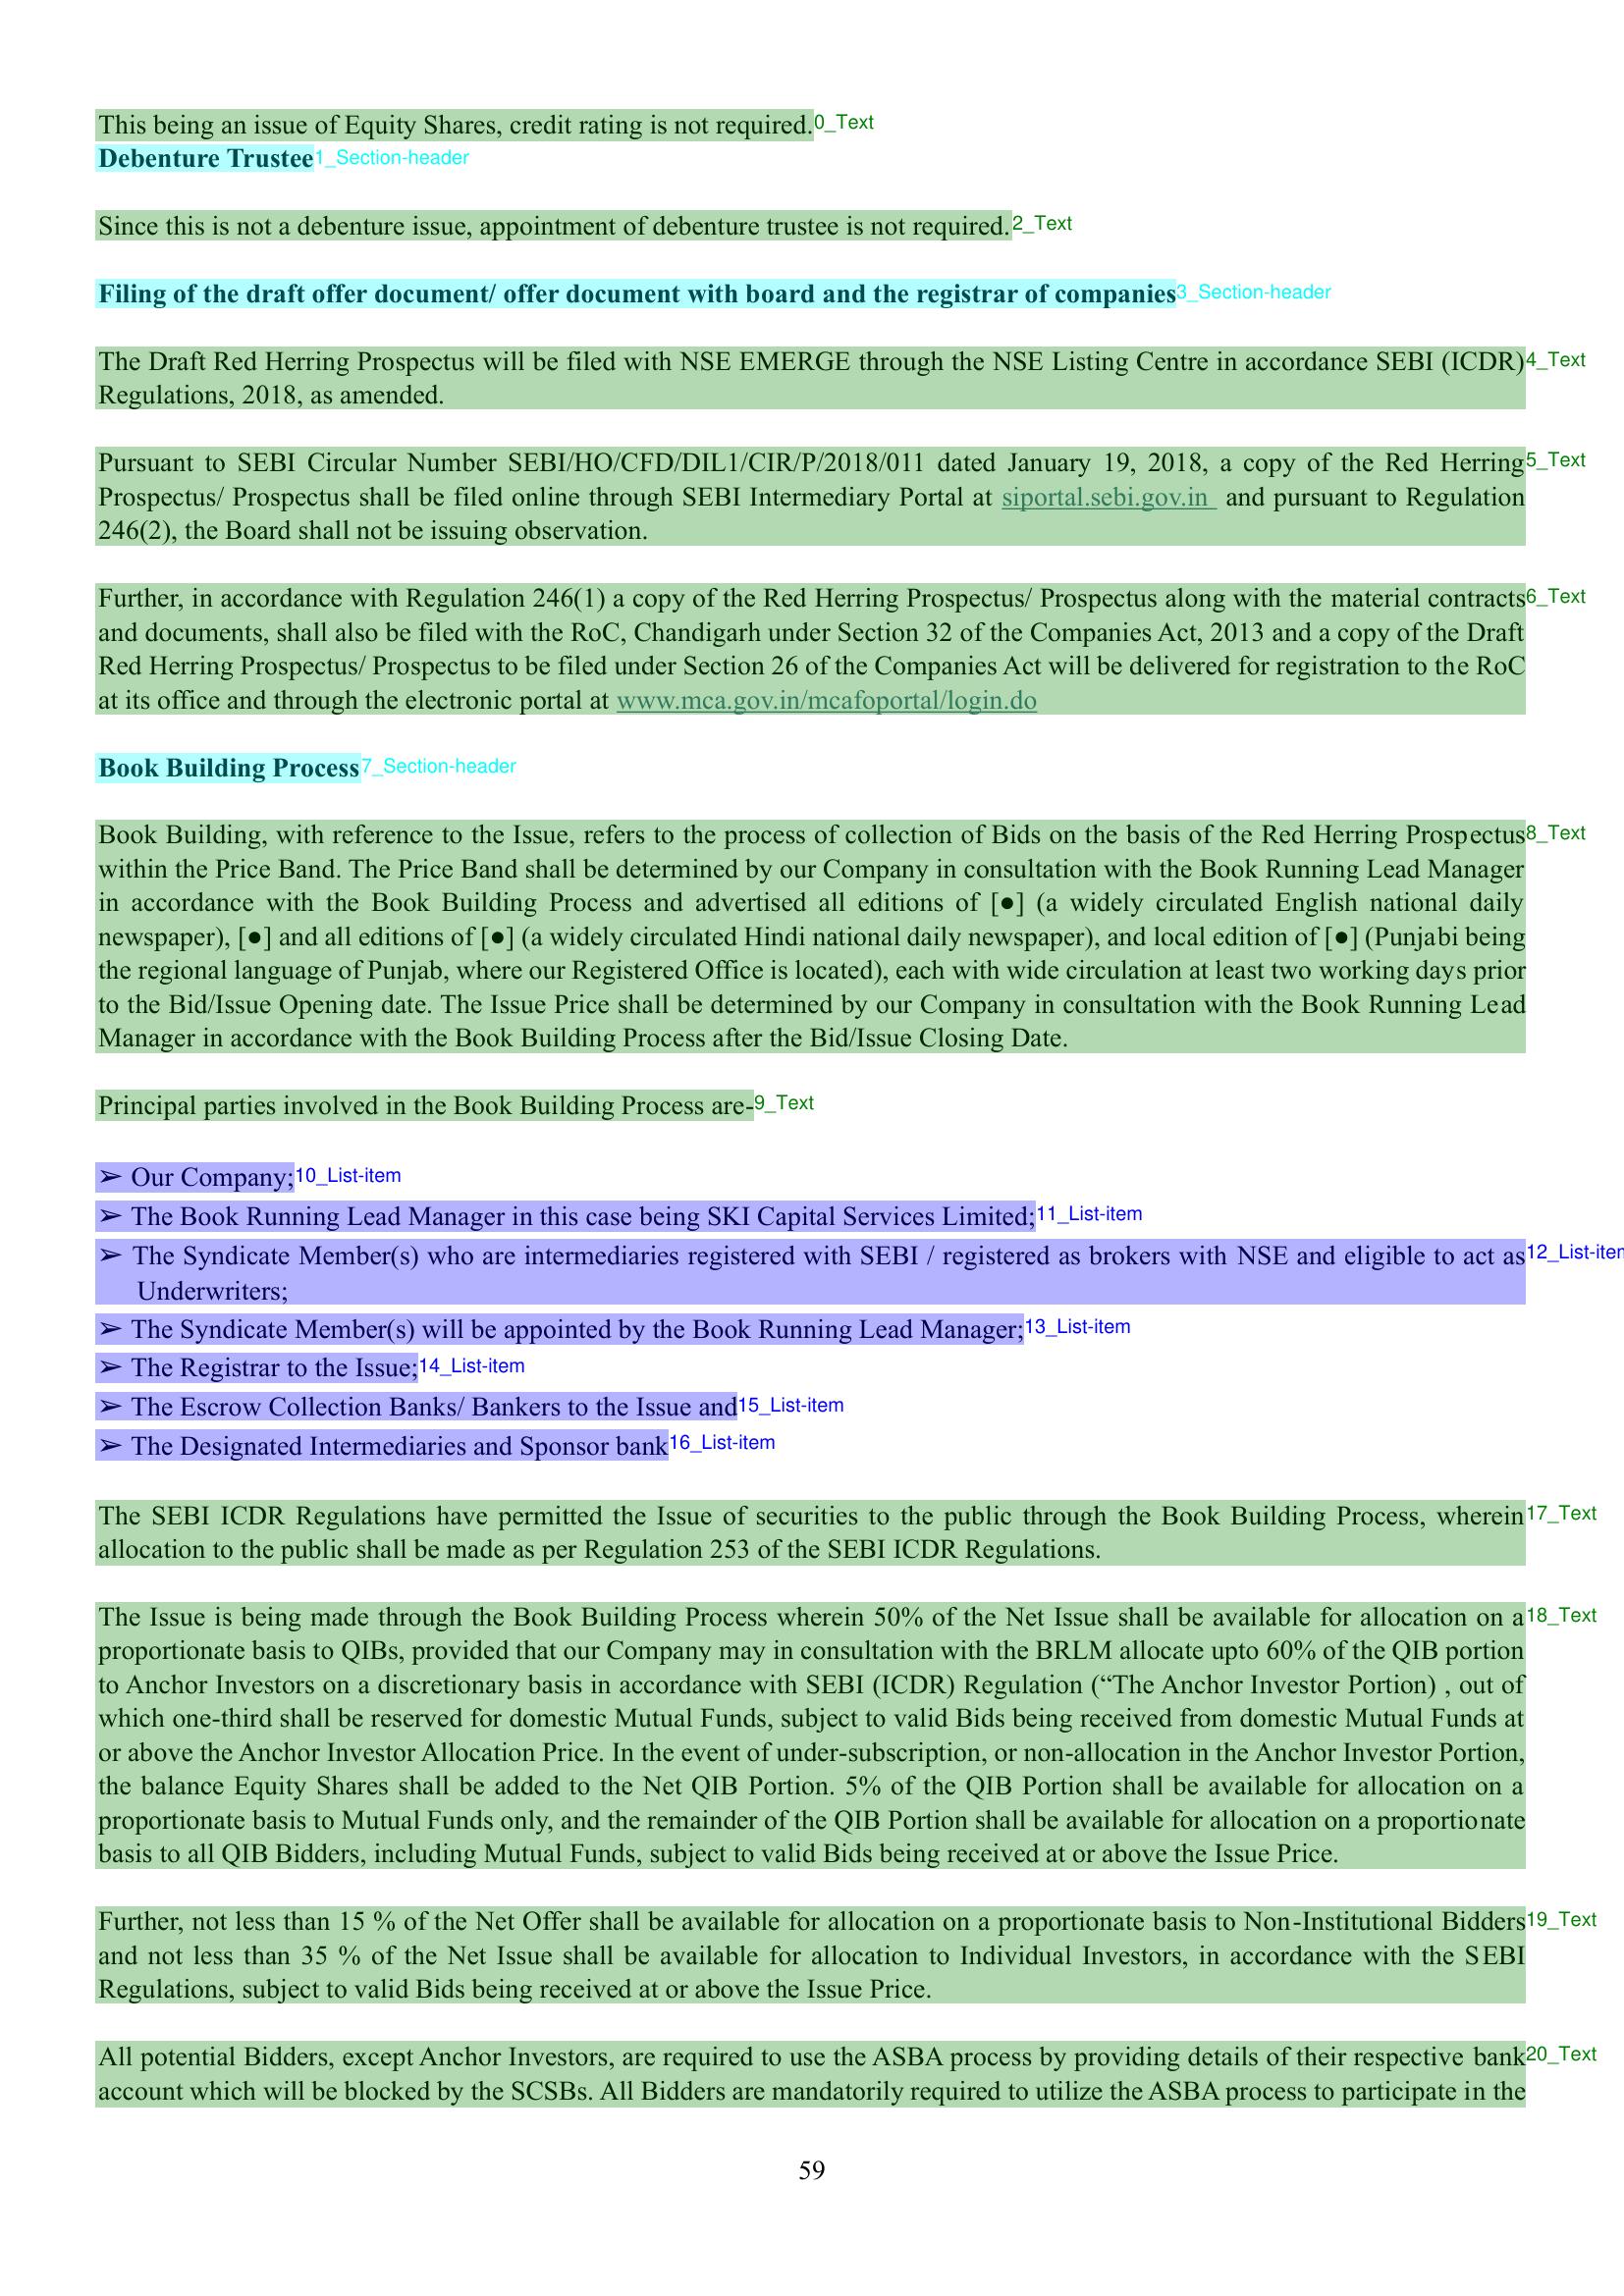 This being an issue of Equity Shares, credit rating is not required.0_Text
Debenture Trustee1_Section-header
Since this is not a debenture issue, appointment of debenture trustee is not required.2_Text
Filing of the draft offer document/ offer document with board and the registrar of companies3_Section-header
The Draft Red Herring Prospectus will be filed with NSE EMERGE through the NSE Listing Centre in accordance SEBI (ICDR)4_Text
Regulations, 2018, as amended.
Pursuant to SEBI Circular Number SEBI/HO/CFD/DIL1/CIR/P/2018/011 dated January 19, 2018, a copy of the Red Herring5_Text
Prospectus/ Prospectus shall be filed online through SEBI Intermediary Portal at siportal.sebi.gov.in and pursuant to Regulation
246(2), the Board shall not be issuing observation.
Further, in accordance with Regulation 246(1) a copy of the Red Herring Prospectus/ Prospectus along with the material contracts6_Text
and documents, shall also be filed with the RoC, Chandigarh under Section 32 of the Companies Act, 2013 and a copy of the Draft
Red Herring Prospectus/ Prospectus to be filed under Section 26 of the Companies Act will be delivered for registration to the RoC
at its office and through the electronic portal at www.mca.gov.in/mcafoportal/login.do
Book Building Process7_Section-header
Book Building, with reference to the Issue, refers to the process of collection of Bids on the basis of the Red Herring Prospectus8_Text
within the Price Band. The Price Band shall be determined by our Company in consultation with the Book Running Lead Manager
in accordance with the Book Building Process and advertised all editions of [●] (a widely circulated English national daily
newspaper), [●] and all editions of [●] (a widely circulated Hindi national daily newspaper), and local edition of [●] (Punjabi being
the regional language of Punjab, where our Registered Office is located), each with wide circulation at least two working days prior
to the Bid/Issue Opening date. The Issue Price shall be determined by our Company in consultation with the Book Running Lead
Manager in accordance with the Book Building Process after the Bid/Issue Closing Date.
Principal parties involved in the Book Building Process are-9_Text
➢ Our Company;10_List-item
➢ The Book Running Lead Manager in this case being SKI Capital Services Limited;11_List-item
➢ The Syndicate Member(s) who are intermediaries registered with SEBI / registered as brokers with NSE and eligible to act as12_List-item
Underwriters;
➢ The Syndicate Member(s) will be appointed by the Book Running Lead Manager;13_List-item
➢ The Registrar to the Issue;14_List-item
➢ The Escrow Collection Banks/ Bankers to the Issue and15_List-item
➢ The Designated Intermediaries and Sponsor bank16_List-item
The SEBI ICDR Regulations have permitted the Issue of securities to the public through the Book Building Process, wherein17_Text
allocation to the public shall be made as per Regulation 253 of the SEBI ICDR Regulations.
The Issue is being made through the Book Building Process wherein 50% of the Net Issue shall be available for allocation on a18_Text
proportionate basis to QIBs, provided that our Company may in consultation with the BRLM allocate upto 60% of the QIB portion
to Anchor Investors on a discretionary basis in accordance with SEBI (ICDR) Regulation (“The Anchor Investor Portion) , out of
which one-third shall be reserved for domestic Mutual Funds, subject to valid Bids being received from domestic Mutual Funds at
or above the Anchor Investor Allocation Price. In the event of under-subscription, or non-allocation in the Anchor Investor Portion,
the balance Equity Shares shall be added to the Net QIB Portion. 5% of the QIB Portion shall be available for allocation on a
proportionate basis to Mutual Funds only, and the remainder of the QIB Portion shall be available for allocation on a proportionate
basis to all QIB Bidders, including Mutual Funds, subject to valid Bids being received at or above the Issue Price.
Further, not less than 15 % of the Net Offer shall be available for allocation on a proportionate basis to Non-Institutional Bidders19_Text
and not less than 35 % of the Net Issue shall be available for allocation to Individual Investors, in accordance with the SEBI
Regulations, subject to valid Bids being received at or above the Issue Price.
All potential Bidders, except Anchor Investors, are required to use the ASBA process by providing details of their respective bank20_Text
account which will be blocked by the SCSBs. All Bidders are mandatorily required to utilize the ASBA process to participate in the
59